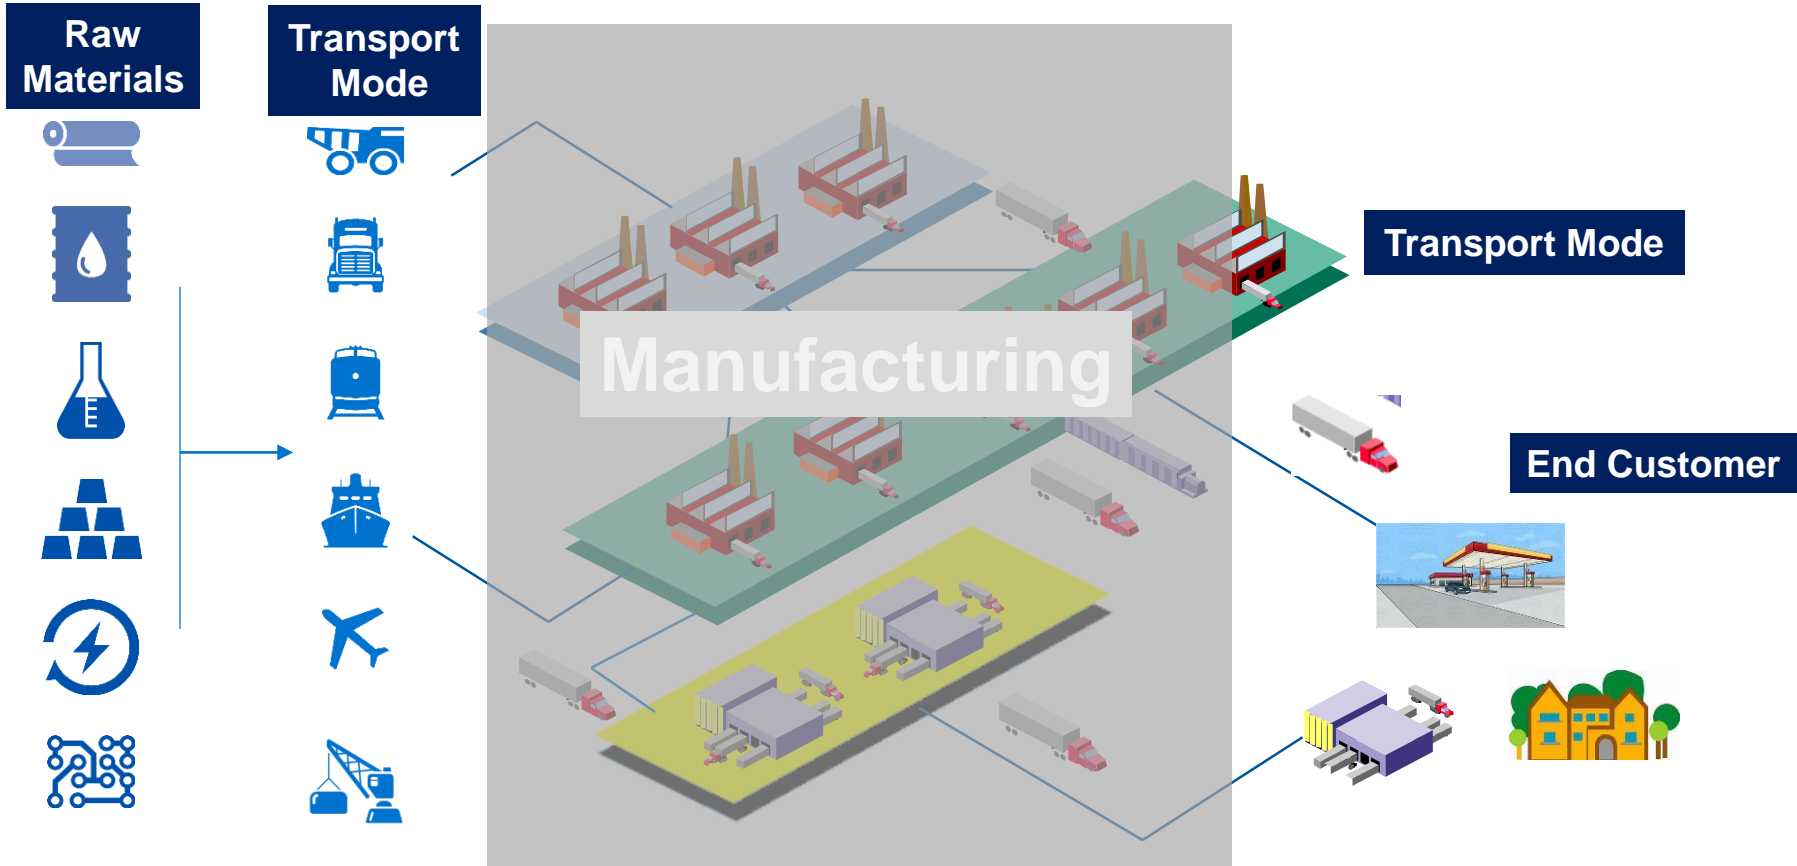 Raw
Materials
Transport
Mode
Manufacturing
Transport Mode
End Customer